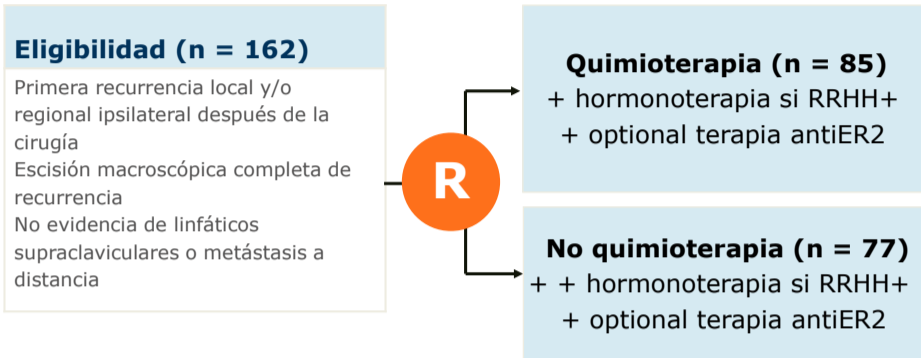 Eligibilidad (n = 162)
Primera recurrencia local y/o
regional ipsilateral después de la
cirugía
Escisión macroscópica completa de
recurrencia
No evidencia de linfáticos
supraclaviculares o metástasis a
distancia
R
Quimioterapia (n = 85)
+ hormonoterapia si RRHH+
+ optional terapia antiER2
No quimioterapia (n = 77)
+ + hormonoterapia si RRHH+
+ optional terapia antiER2